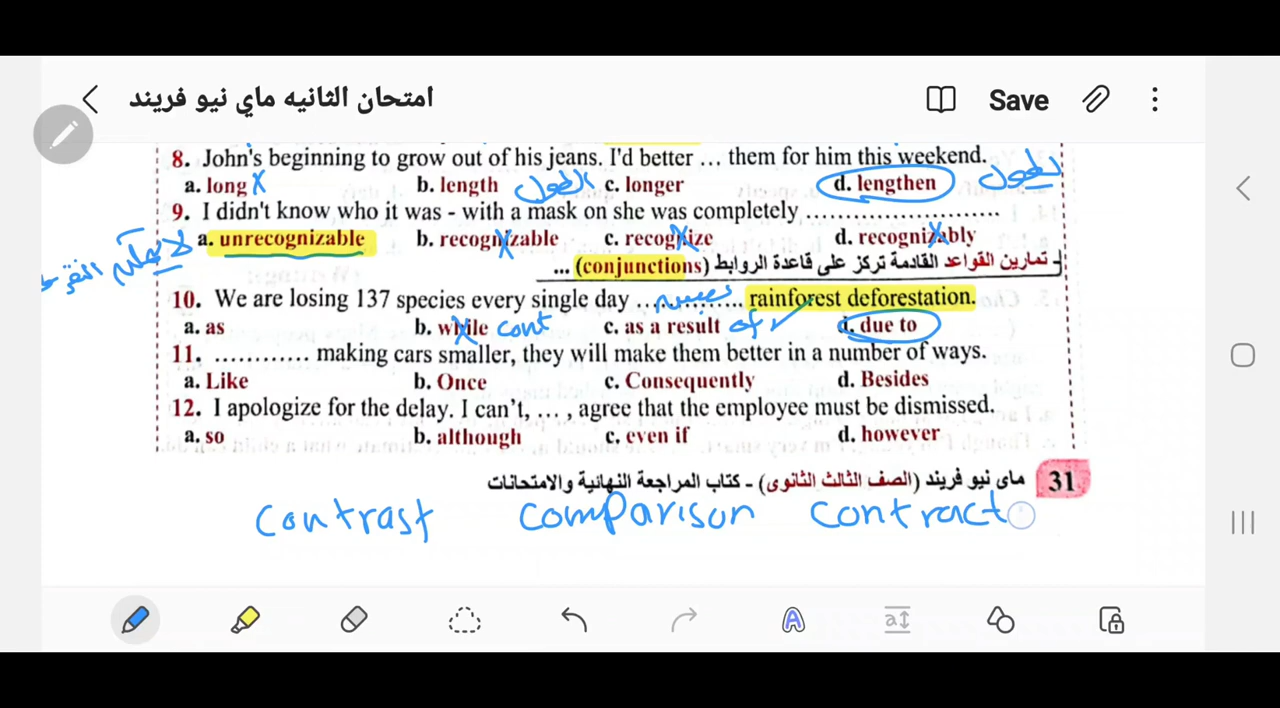 امتحان الثانيه ماي نيو فريند
Save
8. John's beginning to grow out of his jeans. I'd better ... them for him this weekend.
a. long x b. length الطول c. longer d. lengthen يطول
9. I didn't know who it was - with a mask on she was completely ........................
a. unrecognizable b. recognizable c. recognize d. recognizably
تمارين القواعد القادمة تركز على قاعدة الروابط (conjunctions) ...
10. We are losing 137 species every single day ............ بسبب rainforest deforestation.
a. as b. while cont c. as a result of ✓ d. due to
11. ............ making cars smaller, they will make them better in a number of ways.
a. Like b. Once c. Consequently d. Besides
12. I apologize for the delay. I can't, ... , agree that the employee must be dismissed.
a. so b. although c. even if d. however
31 ماى نيو فريند (الصف الثالث الثانوى) - كتاب المراجعة النهائية والامتحانات
contrast comparison contract